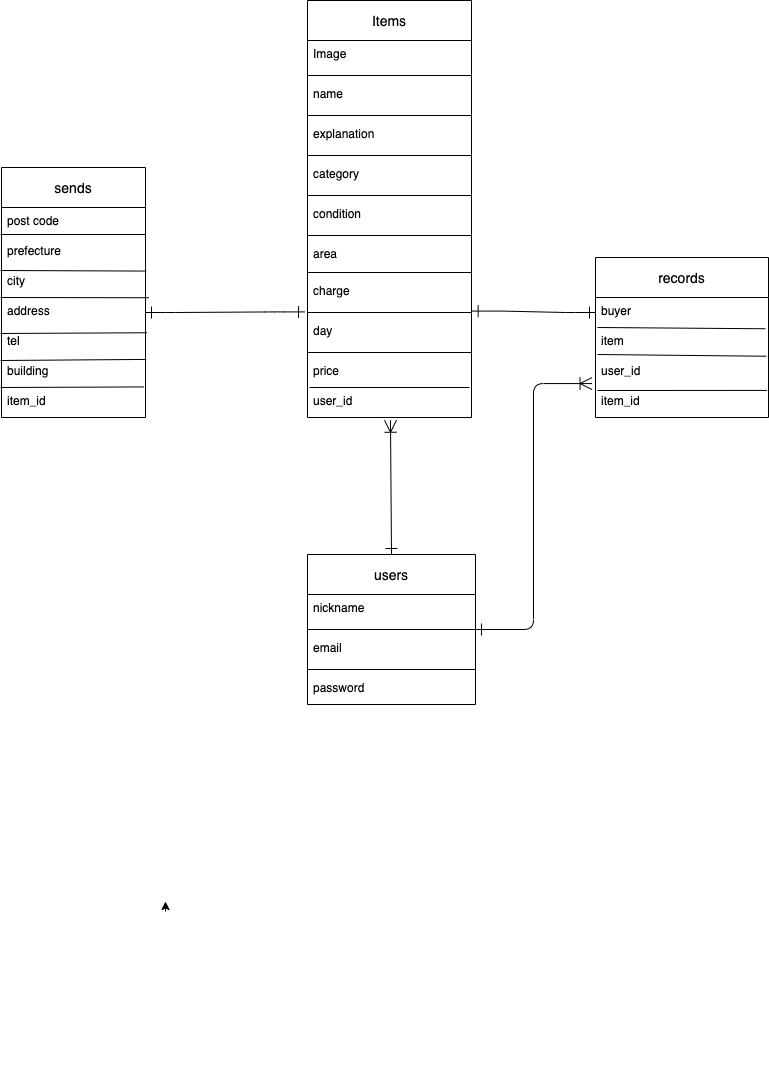 Items
Image
name
explanation
category
condition
area
charge
day
price
user_id
sends
post code
prefecture
city
address
tel
building
item_id
records
buyer
item
user_id
item_id
users
nickname
email
password